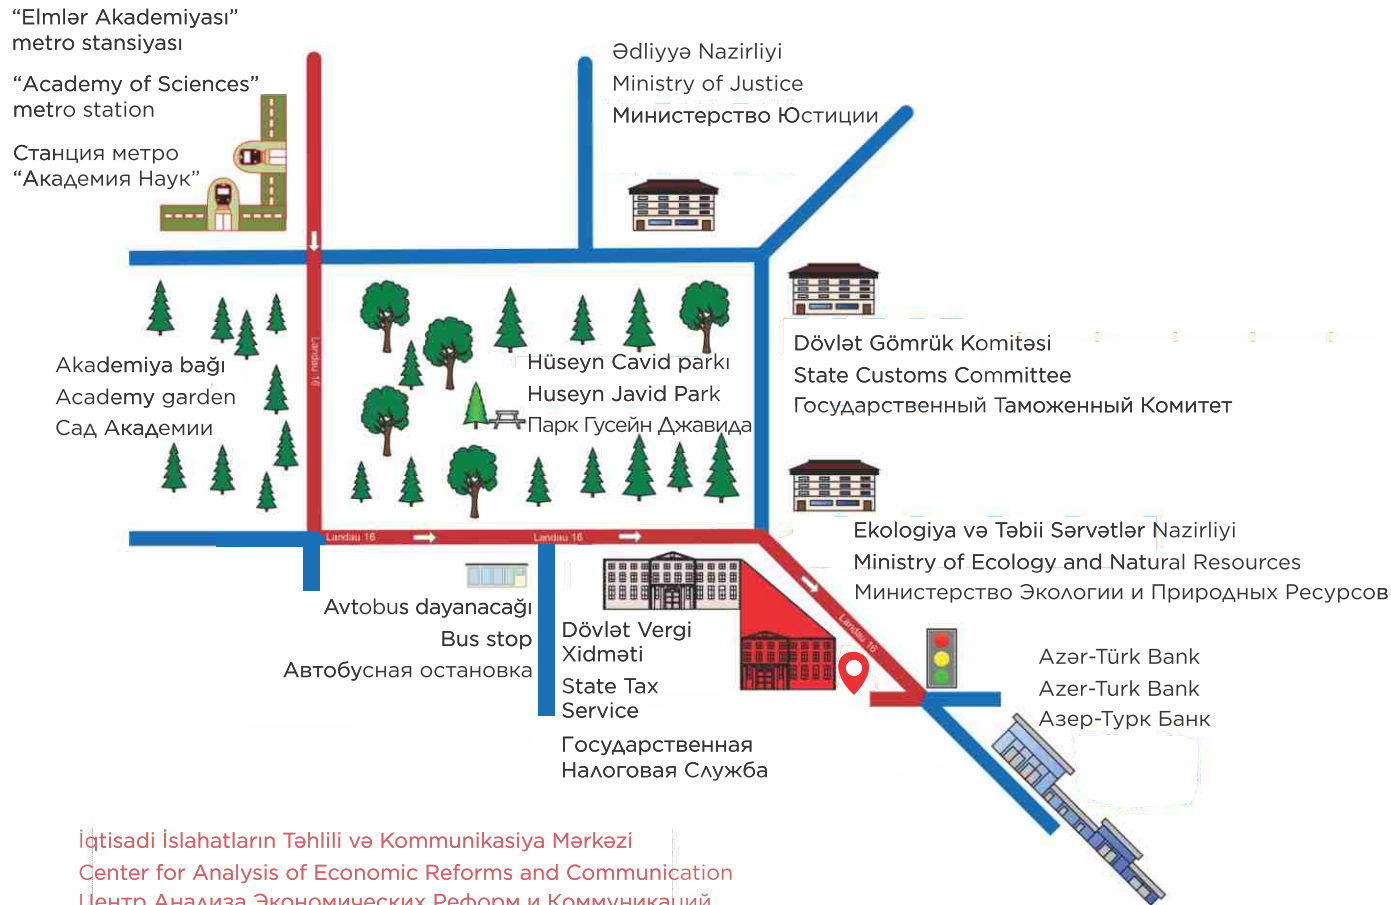 “Elmlər Akademiyası”
metro stansiyası
“Academy of Sciences”
metro station
Станция метро
“Академия Наук”
Ədliyyə Nazirliyi
Ministry of Justice
Министерство Юстиции
Landau 16
Akademiya bağı
Academy garden
Сад Академии
Hüseyn Cavid parkı
Huseyn Javid Park
Парк Гусейн Джавида
Dövlət Gömrük Komitəsi
State Customs Committee
Государственный Таможенный Комитет
Landau 16
Landau 16
Ekologiya və Təbii Sərvətlər Nazirliyi
Ministry of Ecology and Natural Resources
Министерство Экологии и Природных Ресурсов
Landau 16
Avtobus dayanacağı
Bus stop
Автобусная остановка
Dövlət Vergi
Xidməti
State Tax
Service
Государственная
Налоговая Служба
Azər-Türk Bank
Azer-Turk Bank
Азер-Турк Банк
İqtisadi İslahatların Təhlili və Kommunikasiya Mərkəzi
Center for Analysis of Economic Reforms and Communication
Центр Анализа Экономических Реформ и Коммуникаций